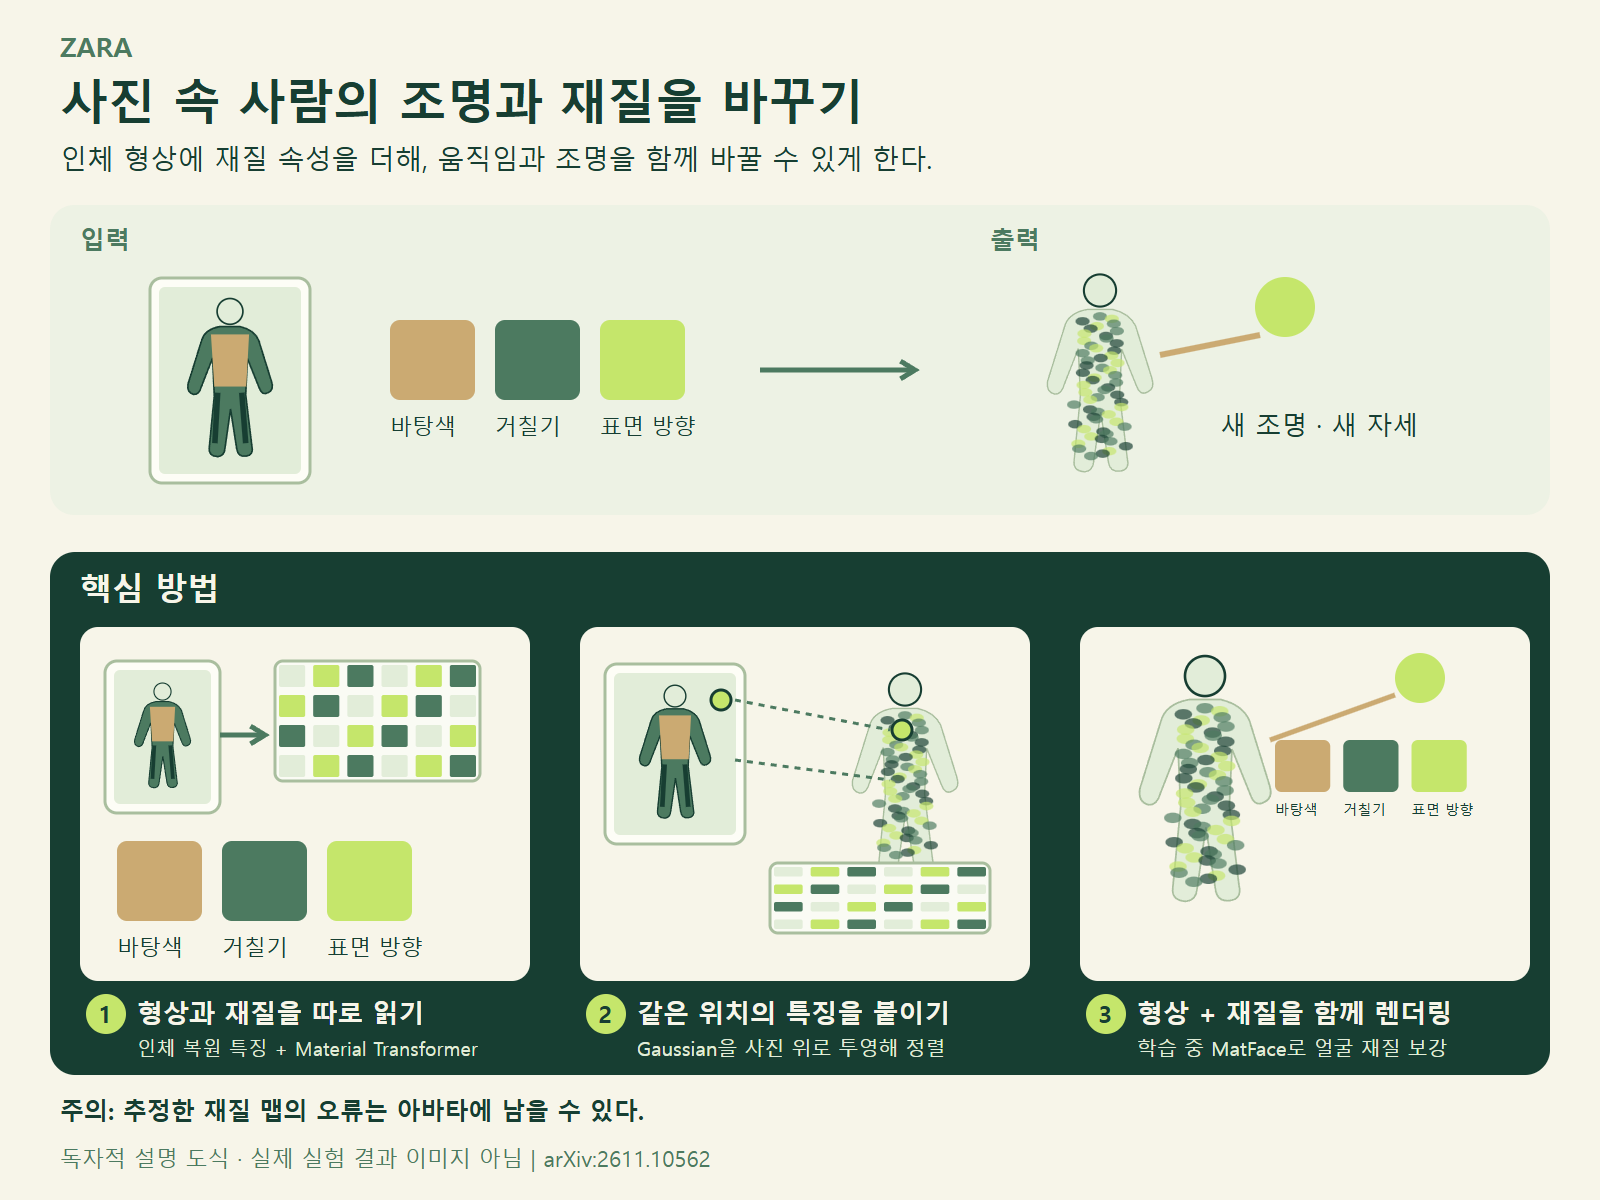 ZARA
사진 속 사람의 조명과 재질을 바꾸기
인체 형상에 재질 속성을 더해, 움직임과 조명을 함께 바꿀 수 있게 한다.
입력
출력
바탕색
거칠기
표면 방향
새 조명 · 새 자세
핵심 방법
바탕색
거칠기
표면 방향
바탕색
거칠기
표면 방향
1 형상과 재질을 따로 읽기
인체 복원 특징 + Material Transformer
2 같은 위치의 특징을 붙이기
Gaussian을 사진 위로 투영해 정렬
3 형상 + 재질을 함께 렌더링
학습 중 MatFace로 얼굴 재질 보강
주의: 추정한 재질 맵의 오류는 아바타에 남을 수 있다.
독자적 설명 도식 · 실제 실험 결과 이미지 아님 | arXiv:2611.10562